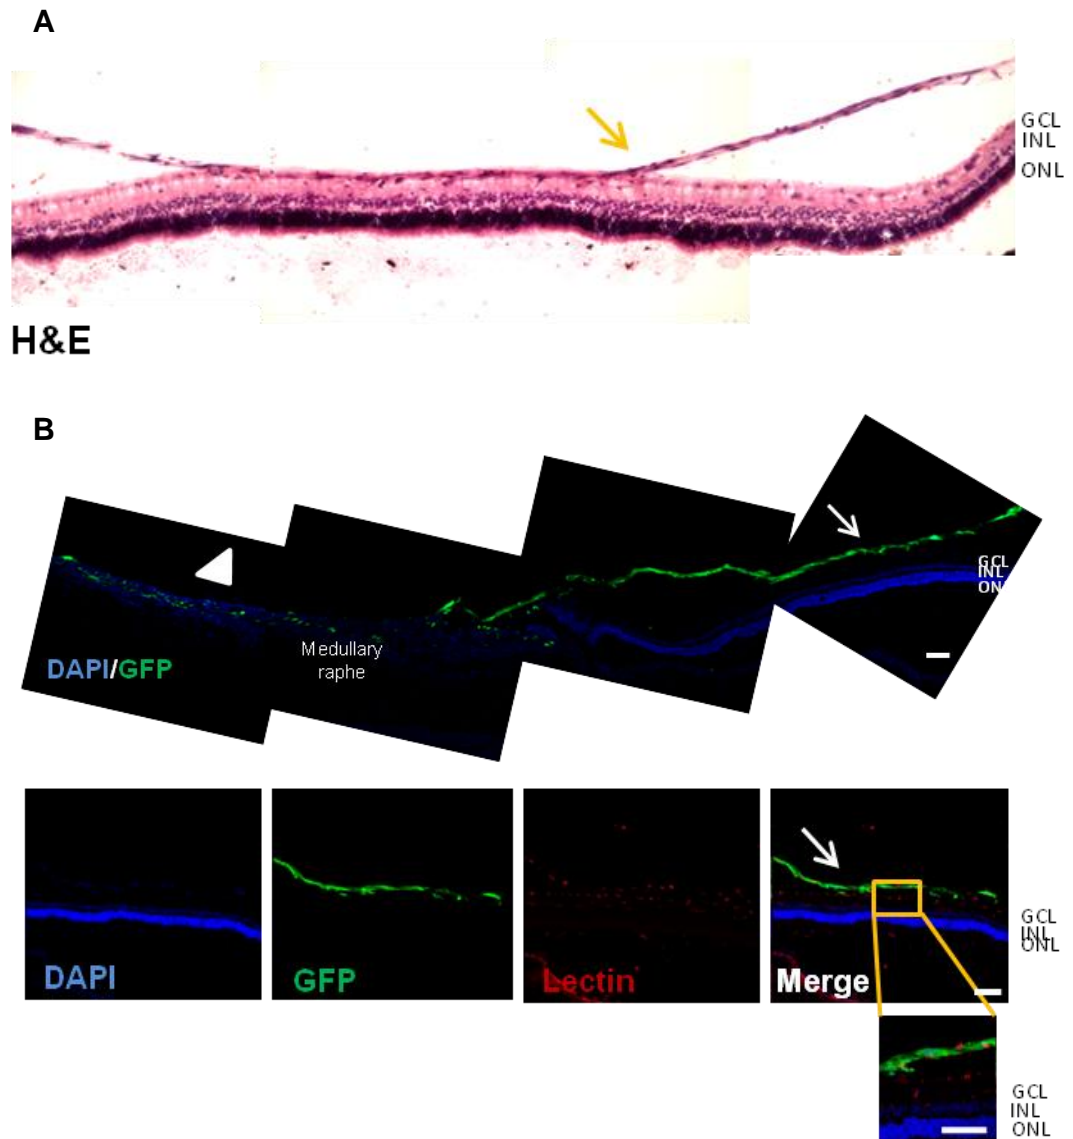 A
GCL
INL
ONL
H&E
B
GCL
INL
ON
Medullary
raphe
DAPI/GFP
DAPI
GFP
Lectin
Merge
GCL
INL
ONL
GCL
INL
ONL